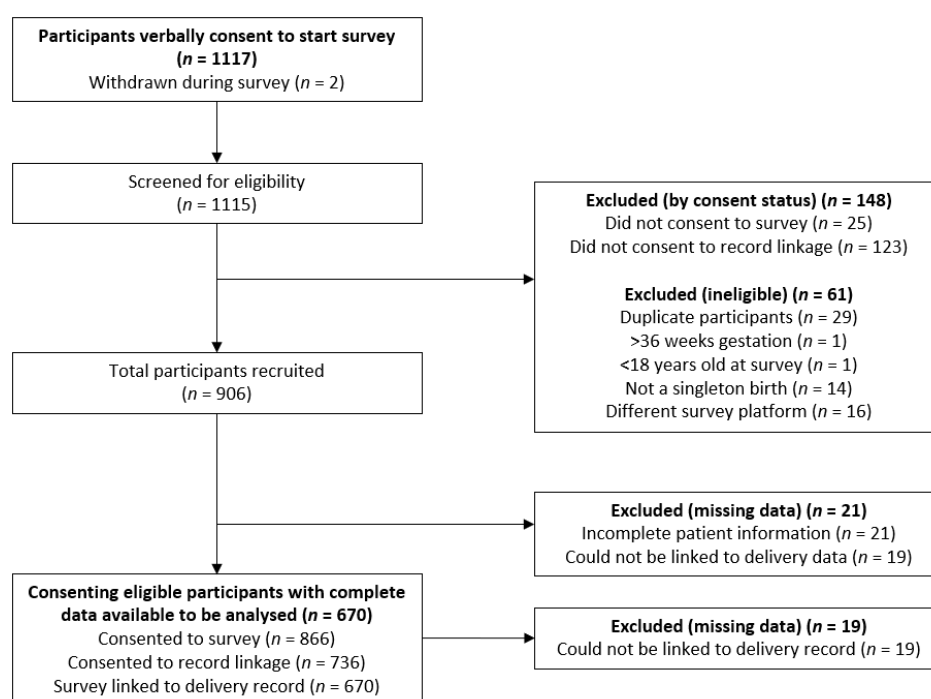 Participants verbally consent to start survey
(n = 1117)
Withdrawn during survey (n = 2)
Screened for eligibility
(n = 1115)
Excluded (by consent status) (n = 148)
Did not consent to survey (n = 25)
Did not consent to record linkage (n = 123)
Excluded (ineligible) (n = 61)
Duplicate participants (n = 29)
>36 weeks gestation (n = 1)
<18 years old at survey (n = 1)
Not a singleton birth (n = 14)
Different survey platform (n = 16)
Total participants recruited
(n = 906)
Excluded (missing data) (n = 21)
Incomplete patient information (n = 21)
Could not be linked to delivery data (n = 19)
Consenting eligible participants with complete
data available to be analysed (n = 670)
Consented to survey (n = 866)
Consented to record linkage (n = 736)
Survey linked to delivery record (n = 670)
Excluded (missing data) (n = 19)
Could not be linked to delivery record (n = 19)